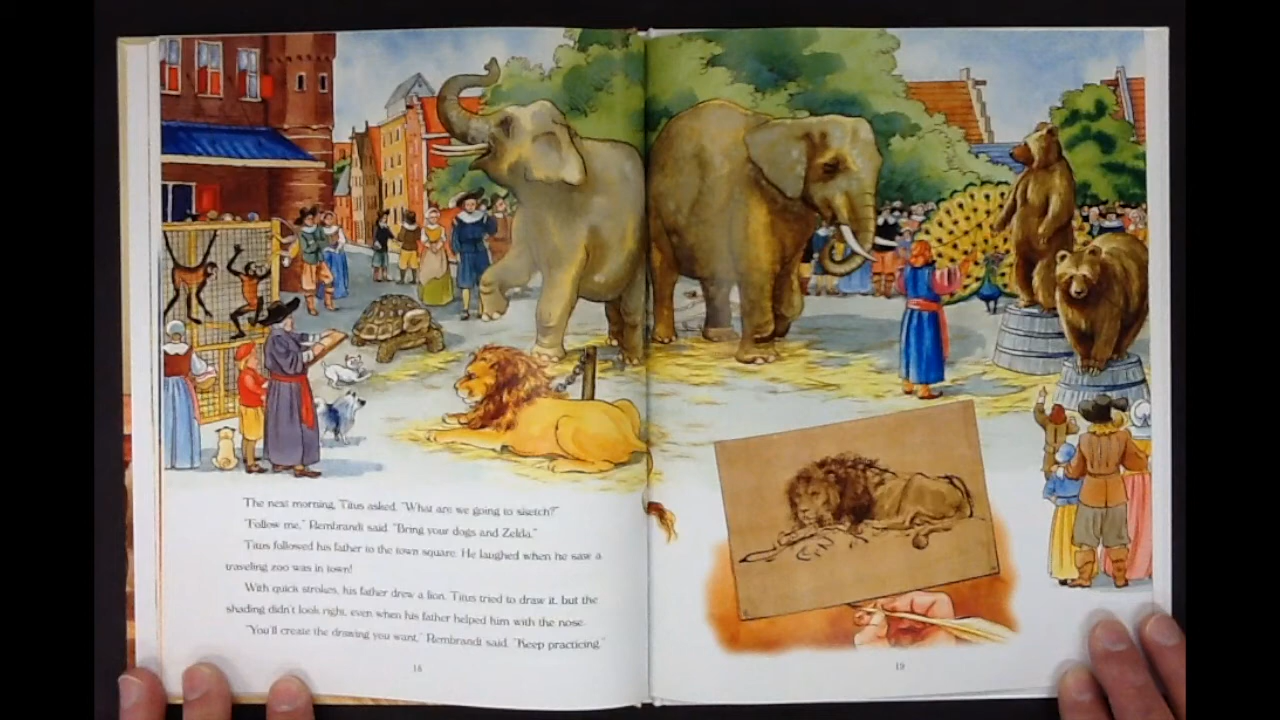 The next morning, Titus asked, "What are we going to sketch?"
"Follow me," Rembrandt said. "Bring your dogs and Zelda."
Titus followed his father to the town square. He laughed when he saw a
traveling zoo was in town!
With quick strokes, his father drew a lion. Titus tried to draw it, but the
shading didn't look right, even when his father helped him with the nose.
"You'll create the drawing you want," Rembrandt said. "Keep practicing."
18
19